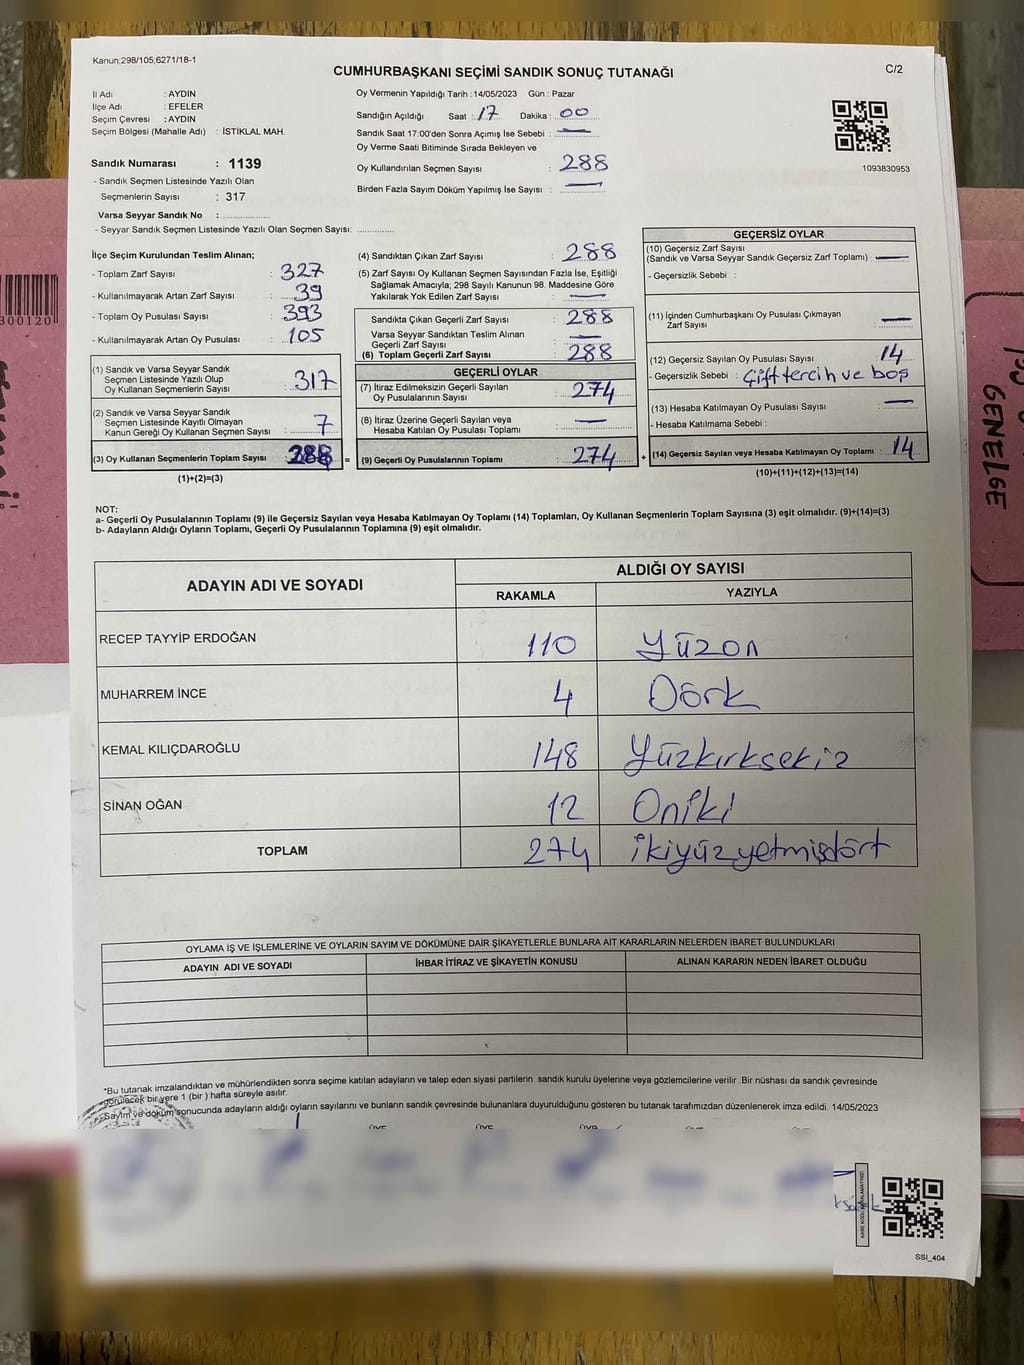 Kanun;298/105,6271/18-1
CUMHURBAŞKANI SEÇİMİ SANDIK SONUÇ TUTANAĞI
C/2
İl Adı : AYDIN
İlçe Adı : EFELER
Seçim Çevresi : AYDIN
Seçim Bölgesi (Mahalle Adı) : İSTİKLAL MAH.
Sandık Numarası : 1139
- Sandık Seçmen Listesinde Yazılı Olan
Seçmenlerin Sayısı : 317
Varsa Seyyar Sandık No :
- Seyyar Sandık Seçmen Listesinde Yazılı Olan Seçmen Sayısı:
Oy Vermenin Yapıldığı Tarih : 14/05/2023 Gün : Pazar
Sandığın Açıldığı Saat : 17 Dakika : 00
Sandık Saat 17:00'den Sonra Açımış İse Sebebi : —
Oy Verme Saati Bitiminde Sırada Bekleyen ve
Oy Kullandırılan Seçmen Sayısı : 288
Birden Fazla Sayım Döküm Yapılmış İse Sayısı : —
1093830953
İlçe Seçim Kurulundan Teslim Alınan;
- Toplam Zarf Sayısı : 327
- Kullanılmayarak Artan Zarf Sayısı : 39
- Toplam Oy Pusulası Sayısı : 393
- Kullanılmayarak Artan Oy Pusulası : 105
(1) Sandık ve Varsa Seyyar Sandık
Seçmen Listesinde Yazılı Olup
Oy Kullanan Seçmenlerin Sayısı : 317
(2) Sandık ve Varsa Seyyar Sandık
Seçmen Listesinde Kayıtlı Olmayan
Kanun Gereği Oy Kullanan Seçmen Sayısı : 7
(3) Oy Kullanan Seçmenlerin Toplam Sayısı : 288 =
(1)+(2)=(3)
(4) Sandıktan Çıkan Zarf Sayısı : 288
(5) Zarf Sayısı Oy Kullanan Seçmen Sayısından Fazla İse, Eşitliği
Sağlamak Amacıyla; 298 Sayılı Kanunun 98. Maddesine Göre
Yakılarak Yok Edilen Zarf Sayısı : —
Sandıkta Çıkan Geçerli Zarf Sayısı : 288
Varsa Seyyar Sandıktan Teslim Alınan
Geçerli Zarf Sayısı : —
(6) Toplam Geçerli Zarf Sayısı : 288
GEÇERLİ OYLAR
(7) İtiraz Edilmeksizin Geçerli Sayılan
Oy Pusulalarının Sayısı : 274
(8) İtiraz Üzerine Geçerli Sayılan veya
Hesaba Katılan Oy Pusulası Toplamı : —
(9) Geçerli Oy Pusulalarının Toplamı : 274 +
GEÇERSİZ OYLAR
(10) Geçersiz Zarf Sayısı
(Sandık ve Varsa Seyyar Sandık Geçersiz Zarf Toplamı) : —
- Geçersizlik Sebebi :
(11) İçinden Cumhurbaşkanı Oy Pusulası Çıkmayan
Zarf Sayısı : —
(12) Geçersiz Sayılan Oy Pusulası Sayısı : 14
- Geçersizlik Sebebi : Çift tercih ve boş
(13) Hesaba Katılmayan Oy Pusulası Sayısı : —
- Hesaba Katılmama Sebebi :
(14) Geçersiz Sayılan veya Hesaba Katılmayan Oy Toplamı : 14
(10)+(11)+(12)+(13)=(14)
NOT:
a- Geçerli Oy Pusulalarının Toplamı (9) ile Geçersiz Sayılan veya Hesaba Katılmayan Oy Toplamı (14) Toplamları, Oy Kullanan Seçmenlerin Toplam Sayısına (3) eşit olmalıdır. (9)+(14)=(3)
b- Adayların Aldığı Oyların Toplamı, Geçerli Oy Pusulalarının Toplamına (9) eşit olmalıdır.
ADAYIN ADI VE SOYADI
ALDIĞI OY SAYISI
RAKAMLA YAZIYLA
RECEP TAYYİP ERDOĞAN 110 Yüzon
MUHARREM İNCE 4 Dörk
KEMAL KILIÇDAROĞLU 148 Yüzkırksekiz
SİNAN OĞAN 12 Oniki
TOPLAM 274 ikiyüzyetmişdört
OYLAMA İŞ VE İŞLEMLERİNE VE OYLARIN SAYIM VE DÖKÜMÜNE DAİR ŞİKAYETLERLE BUNLARA AİT KARARLARIN NELERDEN İBARET BULUNDUKLARI
ADAYIN ADI VE SOYADI İHBAR İTİRAZ VE ŞİKAYETİN KONUSU ALINAN KARARIN NEDEN İBARET OLDUĞU
*Bu tutanak imzalandıktan ve mühürlendikten sonra seçime katılan adayların ve talep eden siyasi partilerin sandık kurulu üyelerine veya gözlemcilerine verilir. Bir nüshası da sandık çevresinde
görülecek bir yere 1 (bir) hafta süreyle asılır.
Sayım ve döküm sonucunda adayların aldığı oyların sayılarını ve bunların sandık çevresinde bulunanlara duyurulduğunu gösteren bu tutanak tarafımızdan düzenlenerek imza edildi. 14/05/2023
SSI_404
GENELGE
300120